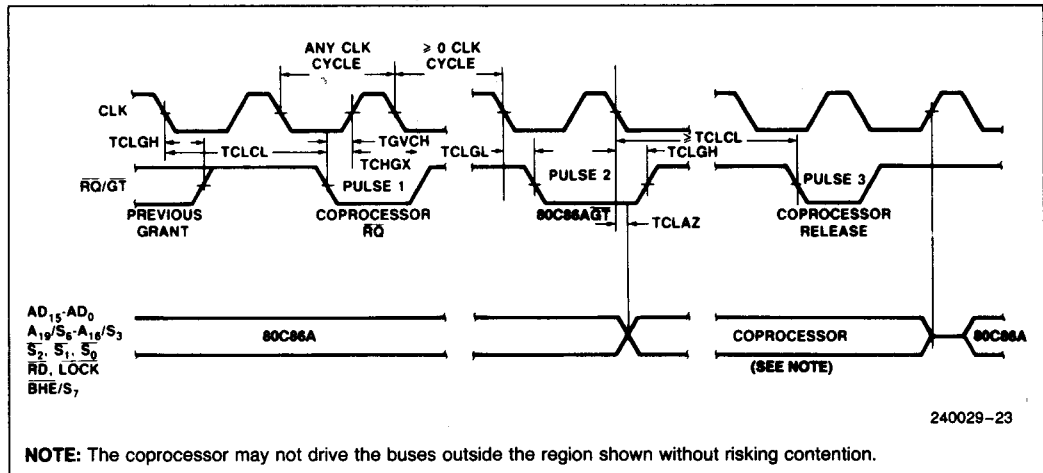 ANY CLK
CYCLE
≥ 0 CLK
CYCLE
CLK
TCLGH
TCLCL
TGVCH
TCHGX
TCLGL
≥ TCLCL
TCLGH
RQ/GT
PULSE 1
PULSE 2
PULSE 3
PREVIOUS
GRANT
COPROCESSOR
RQ
80C86AGT
TCLAZ
COPROCESSOR
RELEASE
AD15-AD0
A19/S6-A16/S3
S2, S1, S0
RD, LOCK
BHE/S7
80C86A
COPROCESSOR
(SEE NOTE)
80C86A
240029-23
NOTE: The coprocessor may not drive the buses outside the region shown without risking contention.